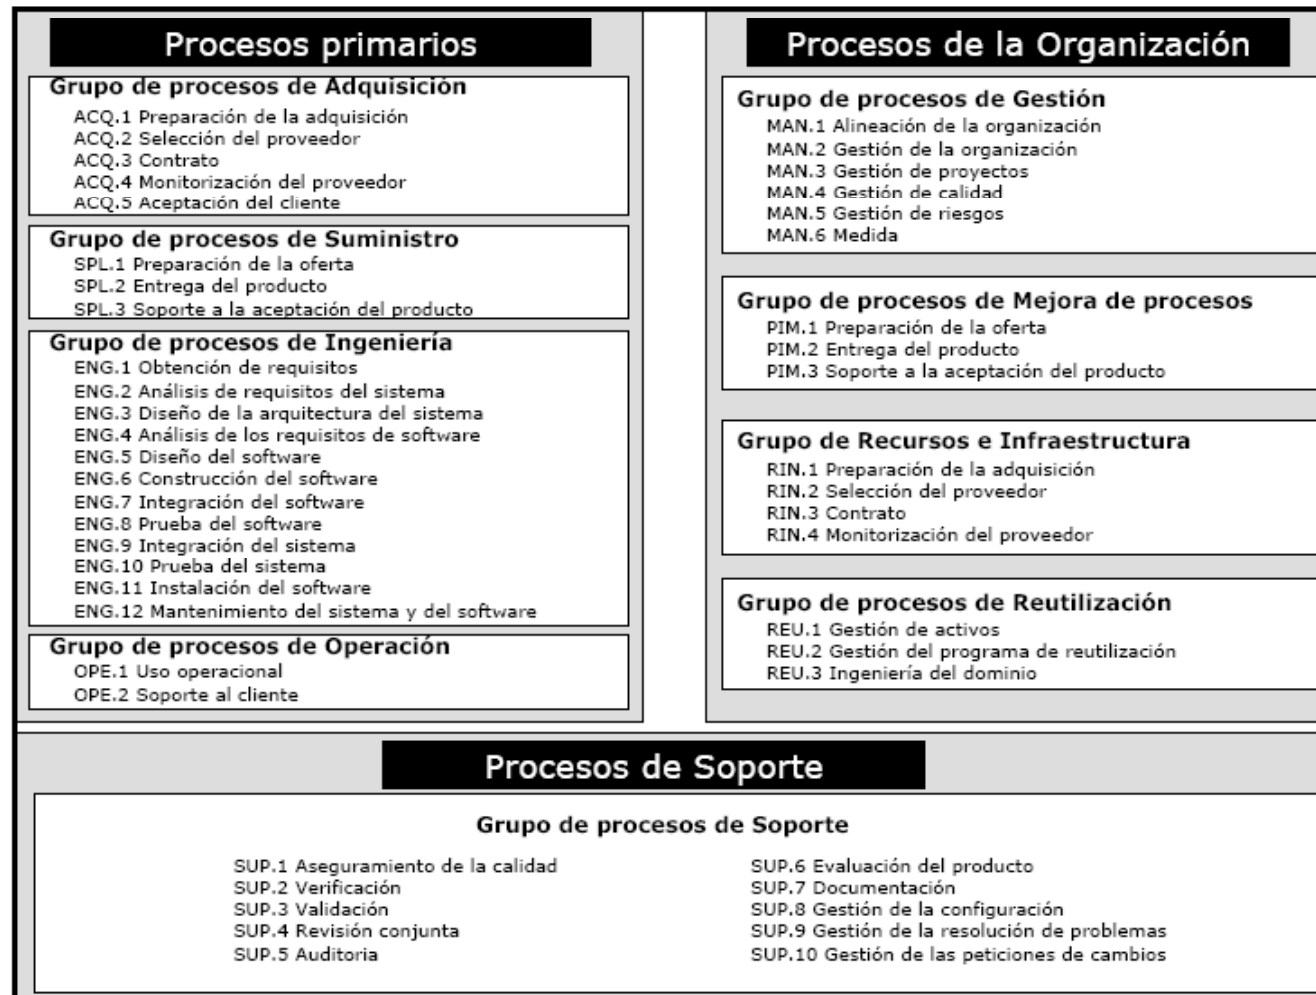 Procesos primarios
Grupo de procesos de Adquisición
ACQ.1 Preparación de la adquisición
ACQ.2 Selección del proveedor
ACQ.3 Contrato
ACQ.4 Monitorización del proveedor
ACQ.5 Aceptación del cliente
Grupo de procesos de Suministro
SPL.1 Preparación de la oferta
SPL.2 Entrega del producto
SPL.3 Soporte a la aceptación del producto
Grupo de procesos de Ingeniería
ENG.1 Obtención de requisitos
ENG.2 Análisis de requisitos del sistema
ENG.3 Diseño de la arquitectura del sistema
ENG.4 Análisis de los requisitos de software
ENG.5 Diseño del software
ENG.6 Construcción del software
ENG.7 Integración del software
ENG.8 Prueba del software
ENG.9 Integración del sistema
ENG.10 Prueba del sistema
ENG.11 Instalación del software
ENG.12 Mantenimiento del sistema y del software
Grupo de procesos de Operación
OPE.1 Uso operacional
OPE.2 Soporte al cliente
Procesos de la Organización
Grupo de procesos de Gestión
MAN.1 Alineación de la organización
MAN.2 Gestión de la organización
MAN.3 Gestión de proyectos
MAN.4 Gestión de calidad
MAN.5 Gestión de riesgos
MAN.6 Medida
Grupo de procesos de Mejora de procesos
PIM.1 Preparación de la oferta
PIM.2 Entrega del producto
PIM.3 Soporte a la aceptación del producto
Grupo de Recursos e Infraestructura
RIN.1 Preparación de la adquisición
RIN.2 Selección del proveedor
RIN.3 Contrato
RIN.4 Monitorización del proveedor
Grupo de procesos de Reutilización
REU.1 Gestión de activos
REU.2 Gestión del programa de reutilización
REU.3 Ingeniería del dominio
Procesos de Soporte
Grupo de procesos de Soporte
SUP.1 Aseguramiento de la calidad
SUP.2 Verificación
SUP.3 Validación
SUP.4 Revisión conjunta
SUP.5 Auditoria
SUP.6 Evaluación del producto
SUP.7 Documentación
SUP.8 Gestión de la configuración
SUP.9 Gestión de la resolución de problemas
SUP.10 Gestión de las peticiones de cambios